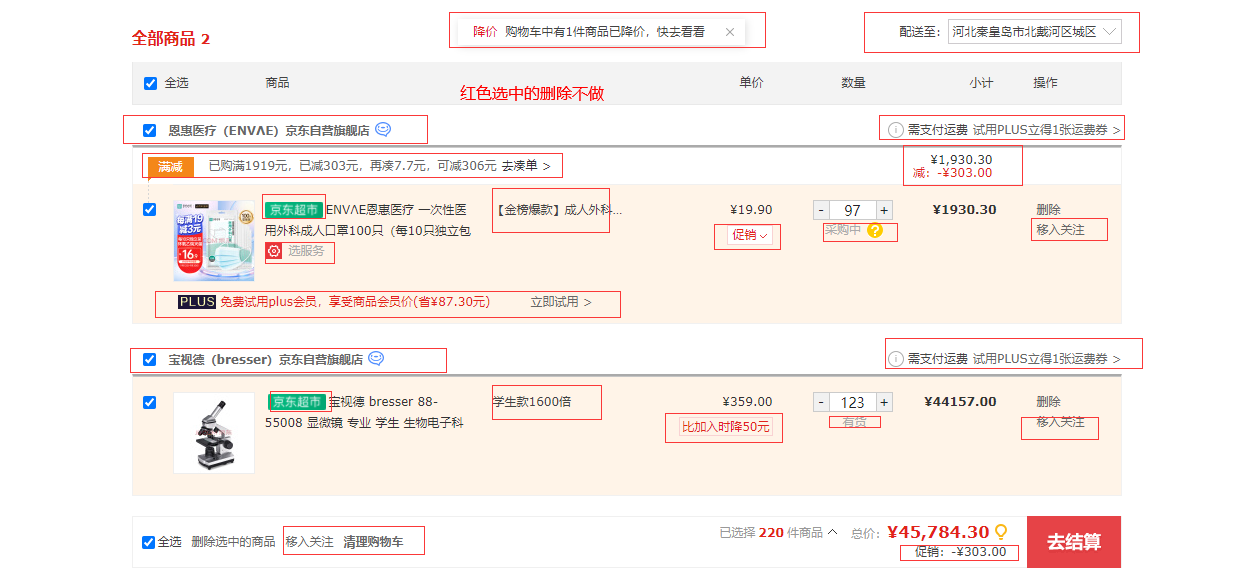 全部商品 2
降价 购物车中有1件商品已降价，快去看看 ×
配送至： 河北秦皇岛市北戴河区城区
全选 商品 单价 数量 小计 操作
红色选中的删除不做
恩惠医疗（ENVΛE）京东自营旗舰店
需支付运费 试用PLUS立得1张运费券 >
满减 已购满1919元，已减303元，再凑7.7元，可减306元 去凑单 >
¥1,930.30
减：-¥303.00
京东超市 ENVΛE恩惠医疗 一次性医
用外科成人口罩100只（每10只独立包
【金榜爆款】成人外科...
¥19.90
促销
- 97 +
采购中 ?
¥1930.30
删除
移入关注
每满19
减3元
16
选服务
PLUS 免费试用plus会员，享受商品会员价(省¥87.30元) 立即试用 >
宝视德（bresser）京东自营旗舰店
需支付运费 试用PLUS立得1张运费券 >
京东超市 宝视德 bresser 88-
55008 显微镜 专业 学生 生物电子科
学生款1600倍
¥359.00
比加入时降50元
- 123 +
有货
¥44157.00
删除
移入关注
全选 删除选中的商品 移入关注 清理购物车
已选择 220 件商品 总价： ¥45,784.30
促销：-¥303.00
去结算